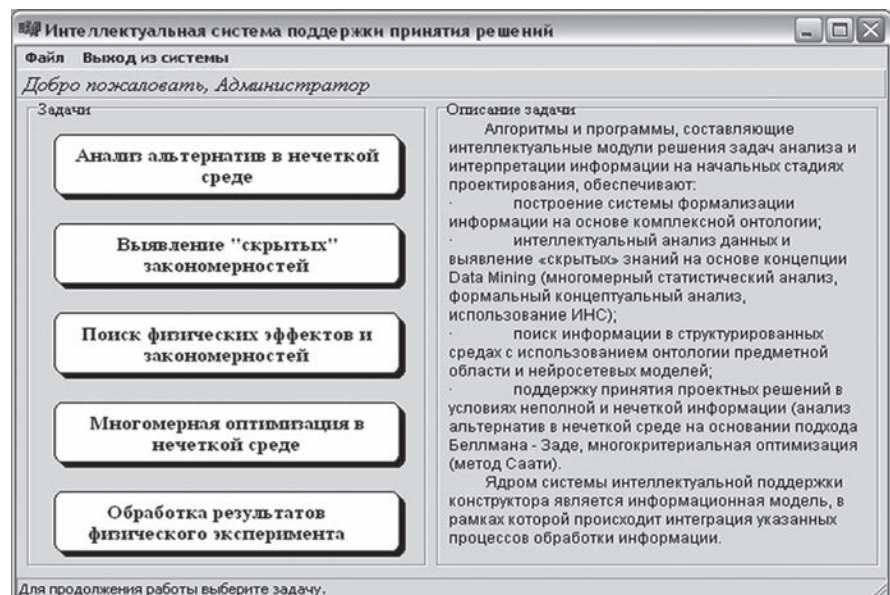 Интеллектуальная система поддержки принятия решений
Файл Выход из системы
Добро пожаловать, Администратор
Задачи
Анализ альтернатив в нечеткой
среде
Выявление "скрытых"
закономерностей
Поиск физических эффектов и
закономерностей
Многомерная оптимизация в
нечеткой среде
Обработка результатов
физического эксперимента
Описание задачи
Алгоритмы и программы, составляющие
интеллектуальные модули решения задач анализа и
интерпретации информации на начальных стадиях
проектирования, обеспечивают:
· построение системы формализации
информации на основе комплексной онтологии;
· интеллектуальный анализ данных и
выявление «скрытых» знаний на основе концепции
Data Mining (многомерный статистический анализ,
формальный концептуальный анализ,
использование ИНС);
· поиск информации в структурированных
средах с использованием онтологии предметной
области и нейросетевых моделей;
· поддержку принятия проектных решений в
условиях неполной и нечеткой информации (анализ
альтернатив в нечеткой среде на основании подхода
Беллмана - Заде, многокритериальная оптимизация
(метод Саати).
Ядром системы интеллектуальной поддержки
конструктора является информационная модель, в
рамках которой происходит интеграция указанных
процессов обработки информации.
Для продолжения работы выберите задачу.